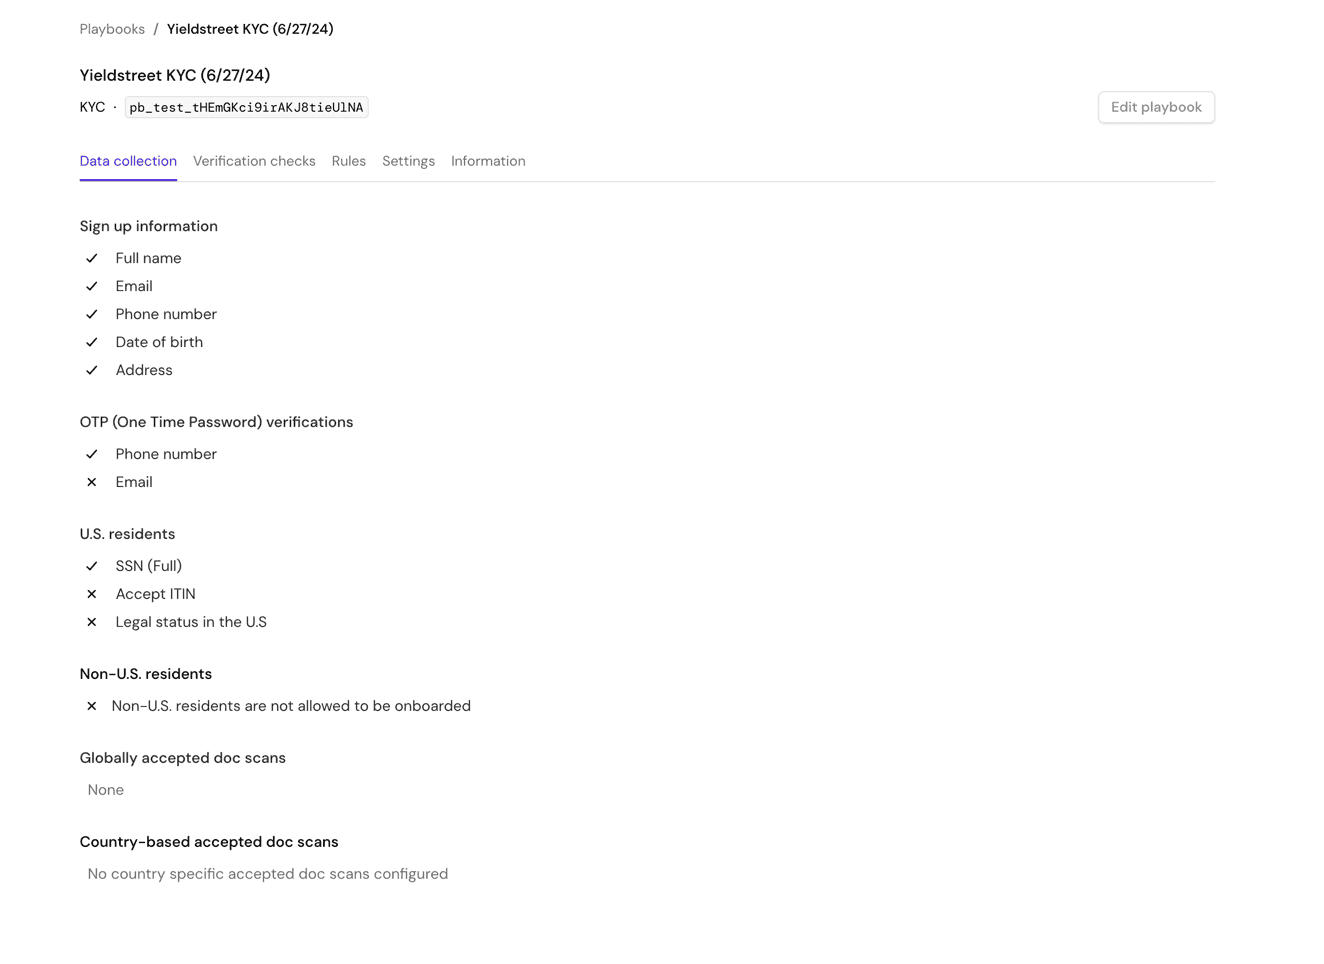 Playbooks / Yieldstreet KYC (6/27/24)
Yieldstreet KYC (6/27/24)
KYC · pb_test_tHEmGKci9irAKJ8tieUlNA
Edit playbook
Data collection Verification checks Rules Settings Information
Sign up information
Full name
Email
Phone number
Date of birth
Address
OTP (One Time Password) verifications
Phone number
Email
U.S. residents
SSN (Full)
Accept ITIN
Legal status in the U.S
Non-U.S. residents
Non-U.S. residents are not allowed to be onboarded
Globally accepted doc scans
None
Country-based accepted doc scans
No country specific accepted doc scans configured